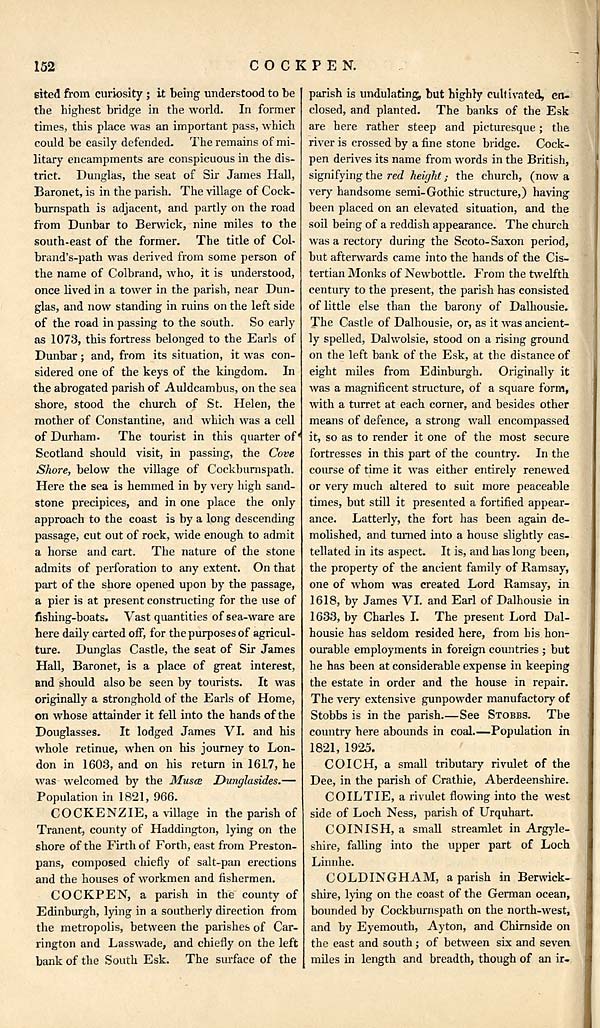 152
COCKPEN.
sited from curiosity ; it being understood to be
the highest bridge in the world. In former
times, this place was an important pass, which
could be easily defended. The remains of mi-
litary encampments are conspicuous in the dis-
trict. Dunglas, the seat of Sir James Hall,
Baronet, is in the parish. The village of Cock-
burnspath is adjacent, and partly on the road
from Dunbar to Berwick, nine miles to the
south-east of the former. The title of Col-
brand's-path was derived from some person of
the name of Colbrand, who, it is understood,
once lived in a tower in the parish, near Dun-
glas, and now standing in ruins on the left side
of the road in passing to the south. So early
as 1073, this fortress belonged to the Earls of
Dunbar ; and, from its situation, it was con-
sidered one of the keys of the kingdom. In
the abrogated parish of Auldcambus, on the sea
shore, stood the church of St. Helen, the
mother of Constantine, and which was a cell
of Durham. The tourist in this quarter of
Scotland should visit, in passing, the Cove
Shore, below the village of Cockburnspath.
Here the sea is hemmed in by very high sand-
stone precipices, and in one place the only
approach to the coast is by a long descending
passage, cut out of rock, wide enough to admit
a horse and cart. The nature of the stone
admits of perforation to any extent. On that
part of the shore opened upon by the passage,
a pier is at present constructing for the use of
fishing-boats. Vast quantities of sea-ware are
here daily carted off, for the purposes of agricul-
ture. Dunglas Castle, the seat of Sir James
Hall, Baronet, is a place of great interest,
and should also be seen by tourists. It was
originally a stronghold of the Earls of Home,
on whose attainder it fell into the hands of the
Douglasses. It lodged James VI. and his
whole retinue, when on his journey to Lon-
don in 1603, and on his return in 1617, he
was welcomed by the Musæ Dunglasides.—
Population in 1821, 966.
COCKENZIE, a village in the parish of
Tranent, county of Haddington, lying on the
shore of the Firth of Forth, east from Preston-
pans, composed chiefly of salt-pan erections
and the houses of workmen and fishermen.
COCKPEN, a parish in the county of
Edinburgh, lying in a southerly direction from
the metropolis, between the parishes of Car-
rington and Lasswade, and chiefly on the left
bank of the South Esk. The surface of the
parish is undulating, but highly cultivated, en-
closed, and planted. The banks of the Esk
are here rather steep and picturesque ; the
river is crossed by a fine stone bridge. Cock-
pen derives its name from words in the British,
signifying the red height ; the church, (now a
very handsome semi-Gothic structure,) having
been placed on an elevated situation, and the
soil being of a reddish appearance. The church
was a rectory during the Scoto-Saxon period,
but afterwards came into the hands of the Cis-
tertian Monks of Newbottle. From the twelfth
century to the present, the parish has consisted
of little else than the barony of Dalhousie.
The Castle of Dalhousie, or, as it was ancient-
ly spelled, Dalwolsie, stood on a rising ground
on the left bank of the Esk, at the distance of
eight miles from Edinburgh. Originally it
was a magnificent structure, of a square form,
with a turret at each corner, and besides other
means of defence, a strong wall encompassed
it, so as to render it one of the most secure
fortresses in this part of the country. In the
course of time it was either entirely renewed
or very much altered to suit more peaceable
times, but still it presented a fortified appear-
ance. Latterly, the fort has been again de-
molished, and turned into a house slightly cas-
tellated in its aspect. It is, and has long been,
the property of the ancient family of Ramsay,
one of whom was created Lord Ramsay, in
1618, by James VI. and Earl of Dalhousie in
1633, by Charles I. The present Lord Dal-
housie has seldom resided here, from his hon-
ourable employments in foreign countries ; but
he has been at considerable expense in keeping
the estate in order and the house in repair.
The very extensive gunpowder manufactory of
Stobbs is in the parish.—See STOBBS. The
country here abounds in coal.—Population in
1821, 1925.
COICH, a small tributary rivulet of the
Dee, in the parish of Crathie, Aberdeenshire.
COILTIE, a rivulet flowing into the west
side of Loch Ness, parish of Urquhart.
COINISH, a small streamlet in Argyle-
shire, falling into the upper part of Loch
Linnhe.
COLDINGHAM, a parish in Berwick-
shire, lying on the coast of the German ocean,
bounded by Cockburnspath on the north-west,
and by Eyemouth, Ayton, and Chirnside on
the east and south ; of between six and seven
miles in length and breadth, though of an ir-